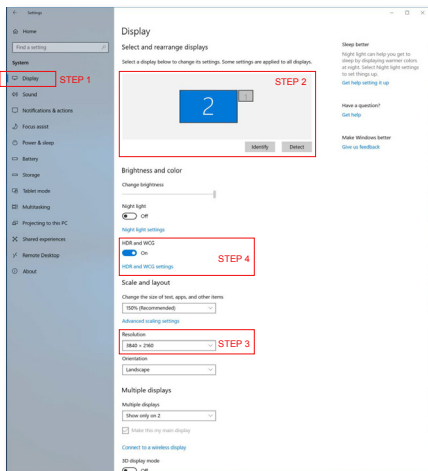 Settings
Home
Find a setting
System
Display
STEP 1
Sound
Notifications & actions
Focus assist
Power & sleep
Battery
Storage
Tablet mode
Multitasking
Projecting to this PC
Shared experiences
Remote Desktop
About
Display
Select and rearrange displays
Select a display below to change its settings. Some settings are applied to all displays.
STEP 2
2
1
Identify
Detect
Brightness and color
Change brightness
Night light
Off
Night light settings
HDR and WCG
On
STEP 4
HDR and WCG settings
Scale and layout
Change the size of text, apps, and other items
150% (Recommended)
Advanced scaling settings
Resolution
3840 × 2160
STEP 3
Orientation
Landscape
Multiple displays
Multiple displays
Show only on 2
Make this my main display
Connect to a wireless display
3D display mode
Off
Sleep better
Night light can help you get to
sleep by displaying warmer colors
at night. Select Night light settings
to set things up.
Get help setting it up
Have a question?
Get help
Make Windows better
Give us feedback